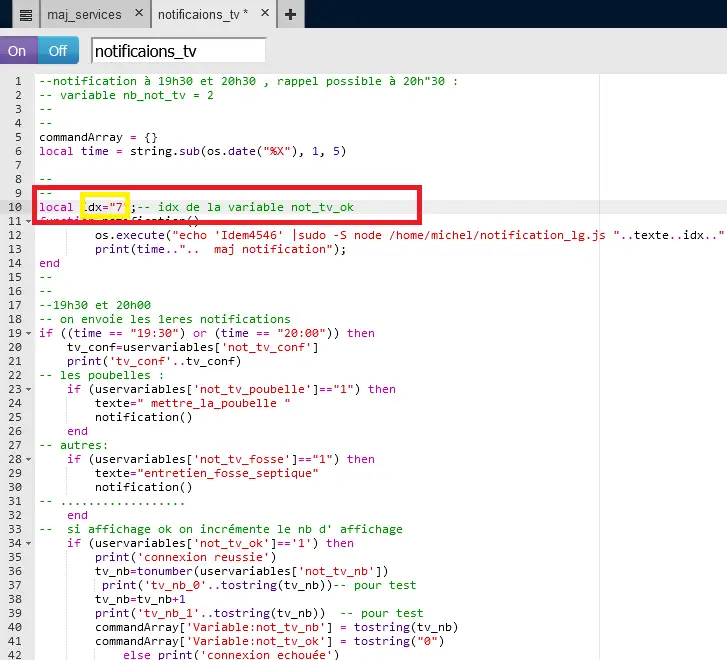 maj_services ×
notificaions_tv * ×
On Off notificaions_tv
1 --notification à 19h30 et 20h30 , rappel possible à 20h"30 :
2 -- variable nb_not_tv = 2
3 --
4 --
5 commandArray = {}
6 local time = string.sub(os.date("%X"), 1, 5)
7
8 --
9 --
10 local idx="7";-- idx de la variable not_tv_ok
11 function notification()
12 os.execute("echo 'Idem4546' |sudo -S node /home/michel/notification_lg.js "..texte..idx.."
13 print(time..".. maj notification");
14 end
15 --
16 --
17 --19h30 et 20h00
18 -- on envoie les 1eres notifications
19 if ((time == "19:30") or (time == "20:00")) then
20 tv_conf=uservariables['not_tv_conf']
21 print('tv_conf'..tv_conf)
22 -- les poubelles :
23 if (uservariables['not_tv_poubelle']=="1") then
24 texte=" mettre_la_poubelle "
25 notification()
26 end
27 -- autres:
28 if (uservariables['not_tv_fosse']=="1") then
29 texte="entretien_fosse_septique"
30 notification()
31 -- ..................
32 end
33 -- si affichage ok on incrémente le nb d' affichage
34 if (uservariables['not_tv_ok']=='1') then
35 print('connexion reussie')
36 tv_nb=tonumber(uservariables['not_tv_nb'])
37 print('tv_nb_0'..tostring(tv_nb))-- pour test
38 tv_nb=tv_nb+1
39 print('tv_nb_1'..tostring(tv_nb)) -- pour test
40 commandArray['Variable:not_tv_nb'] = tostring(tv_nb)
41 commandArray['Variable:not_tv_ok'] = tostring("0")
42 else print('connexion echouée')